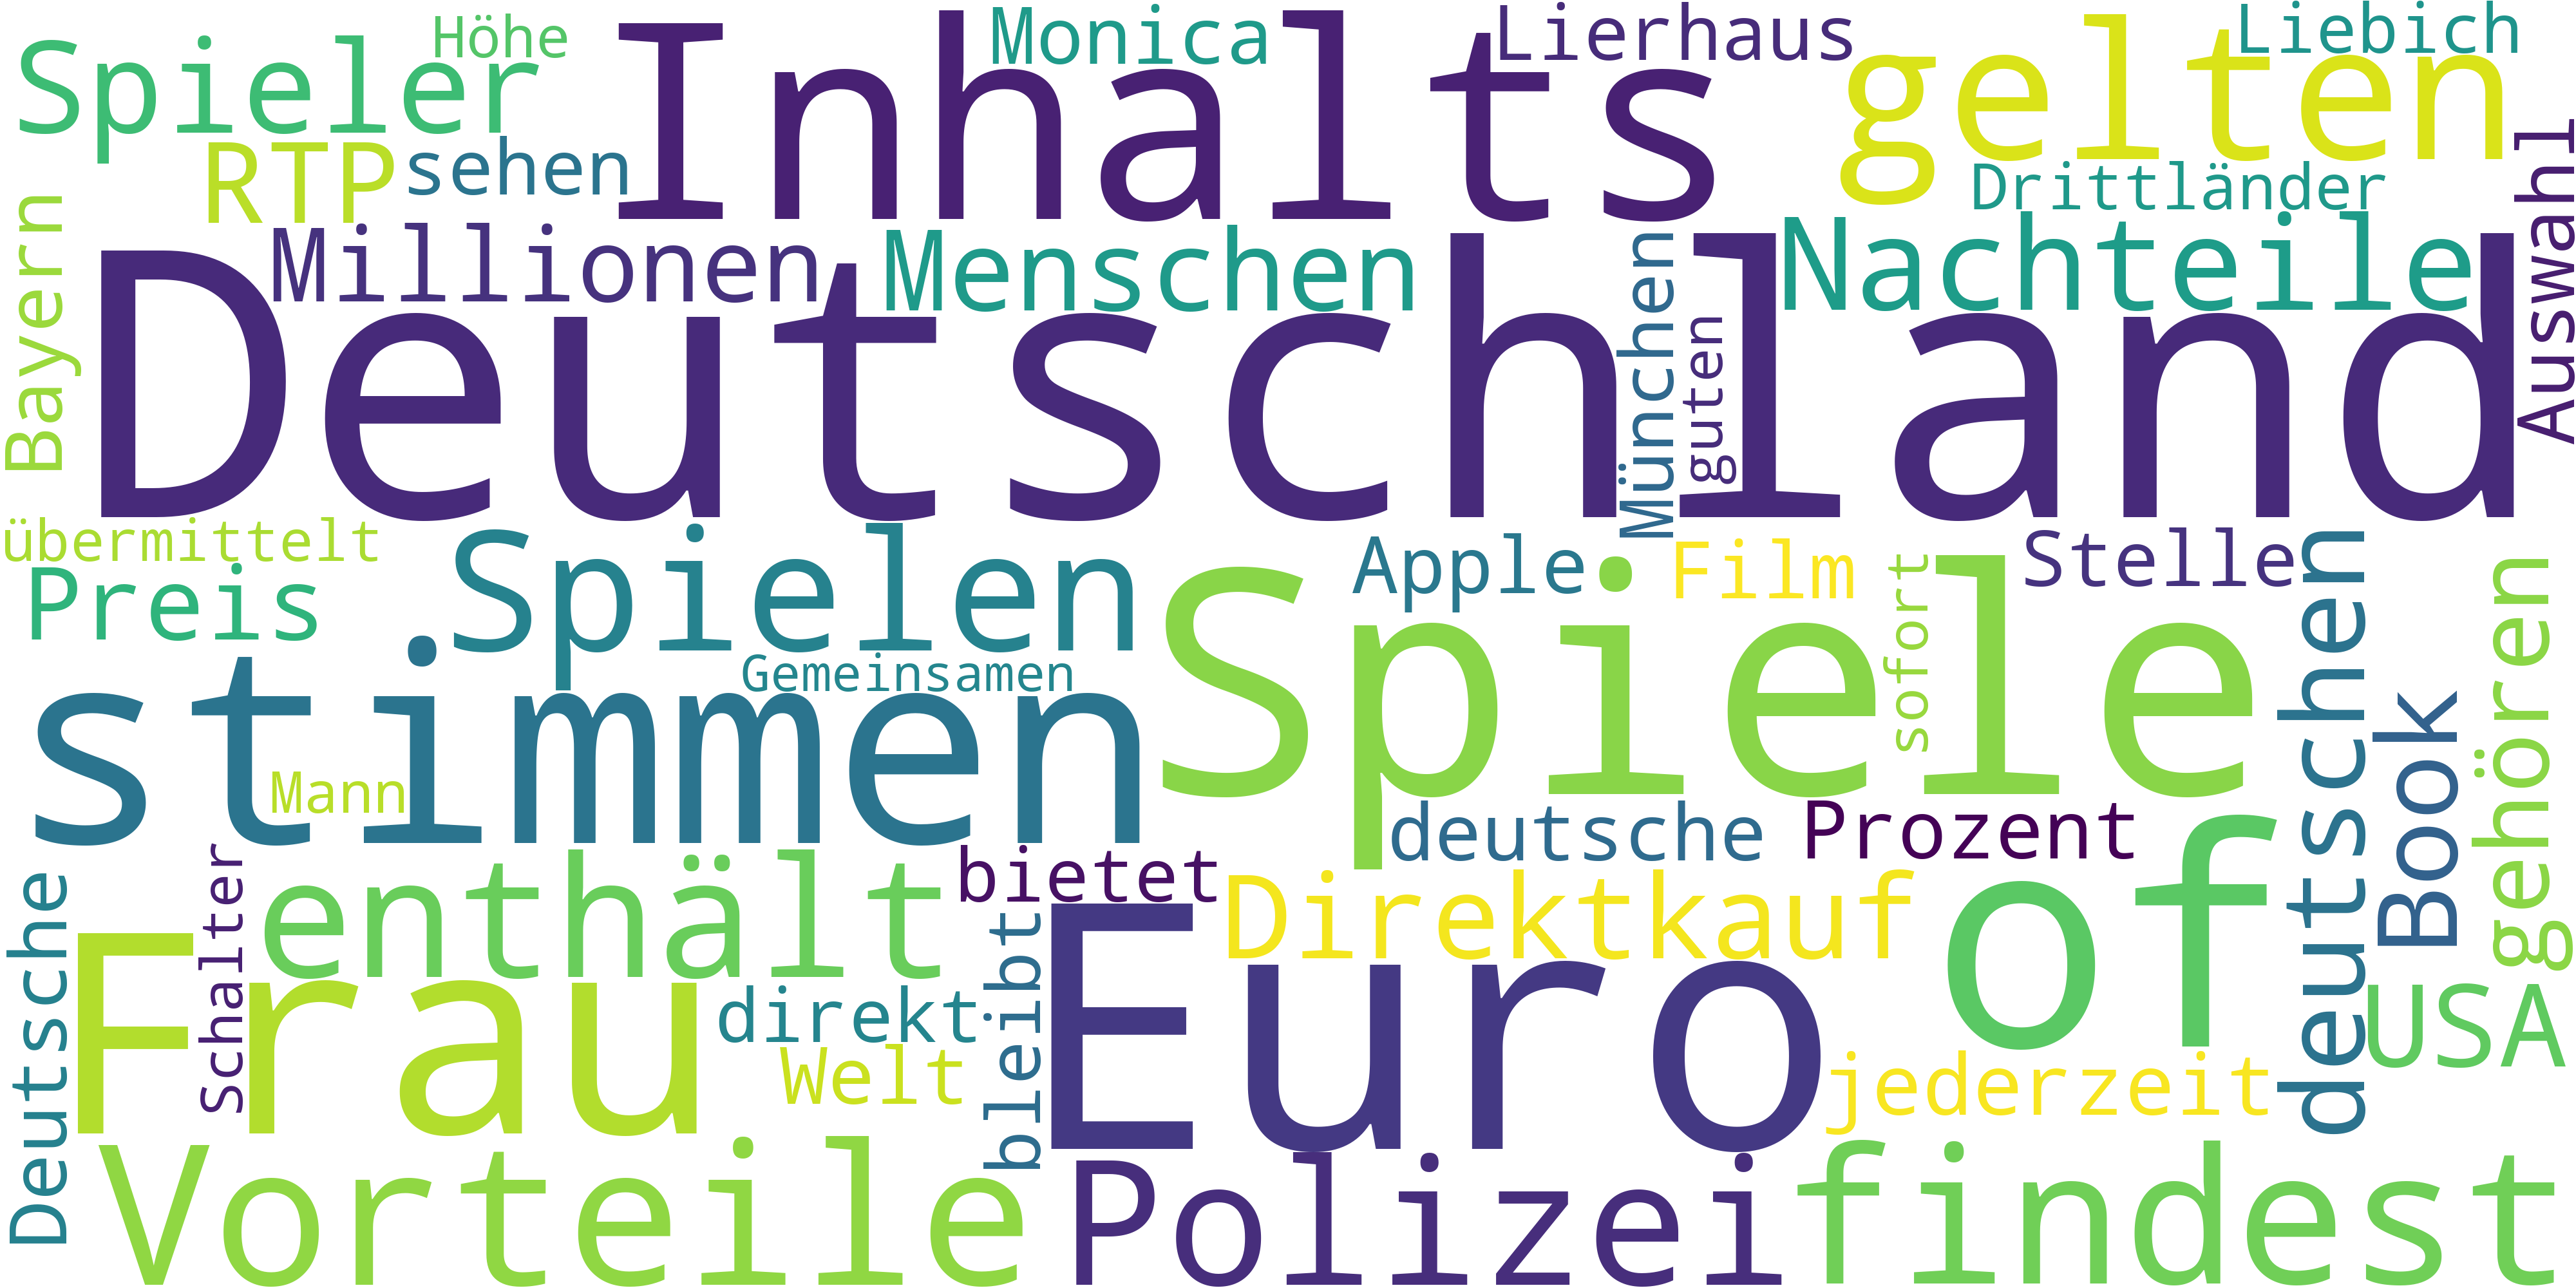 Höhe
Monica
Lierhaus
Liebich
Spieler
Inhalts
gelten
RTP
sehen
Drittländer
Auswahl
Bayern
Millionen
Menschen
München
Nachteile
Deutschland
guten
übermittelt
Spielen
Apple
Film
Stelle
deutschen
Preis
Spiele
sofort
gehören
stimmen
Gemeinsamen
Book
Mann
deutsche
Prozent
Schalter
enthält
bietet
Direktkauf
of
Deutsche
Frau
direkt
bleibt
Euro
USA
Welt
jederzeit
Vorteile
Polizei
findest